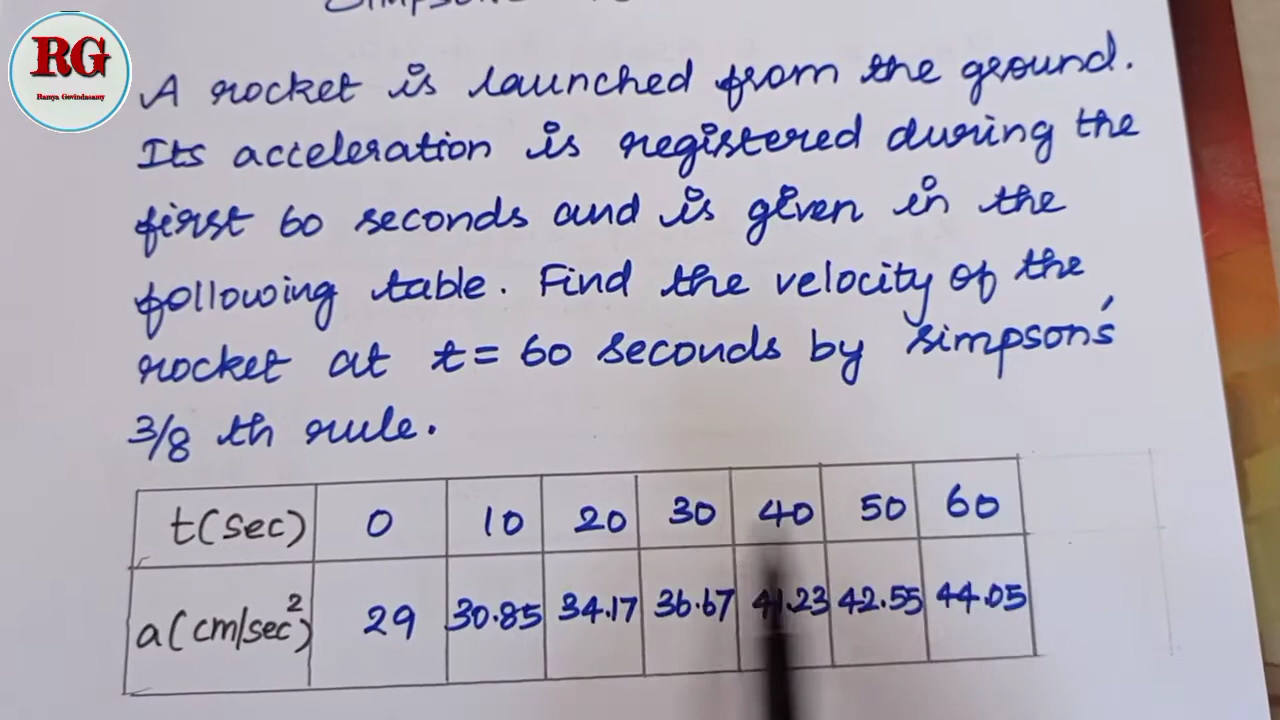 RG
Ramya Govindasamy
A rocket is launched from the ground.
Its acceleration is registered during the
first 60 seconds and is given in the
following table. Find the velocity of the
rocket at t = 60 seconds by simpson's
3/8 th rule.
t(sec) 0 10 20 30 40 50 60
a(cm/sec²) 29 30.85 34.17 36.67 41.23 42.55 44.05